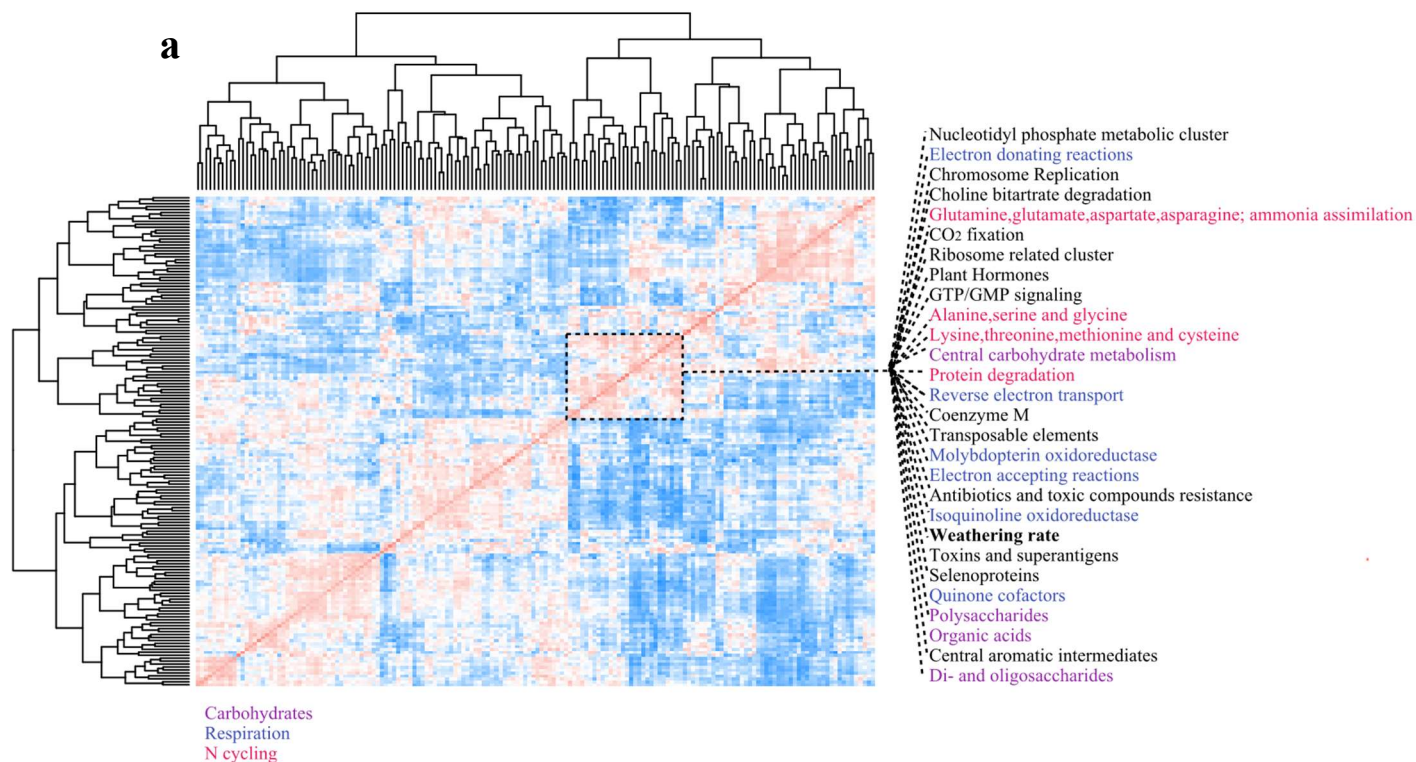 a
Nucleotidyl phosphate metabolic cluster
Electron donating reactions
Chromosome Replication
Choline bitartrate degradation
Glutamine,glutamate,aspartate,asparagine; ammonia assimilation
CO2 fixation
Ribosome related cluster
Plant Hormones
GTP/GMP signaling
Alanine,serine and glycine
Lysine,threonine,methionine and cysteine
Central carbohydrate metabolism
Protein degradation
Reverse electron transport
Coenzyme M
Transposable elements
Molybdopterin oxidoreductase
Electron accepting reactions
Antibiotics and toxic compounds resistance
Isoquinoline oxidoreductase
Weathering rate
Toxins and superantigens
Selenoproteins
Quinone cofactors
Polysaccharides
Organic acids
Central aromatic intermediates
Di- and oligosaccharides
Carbohydrates
Respiration
N cycling